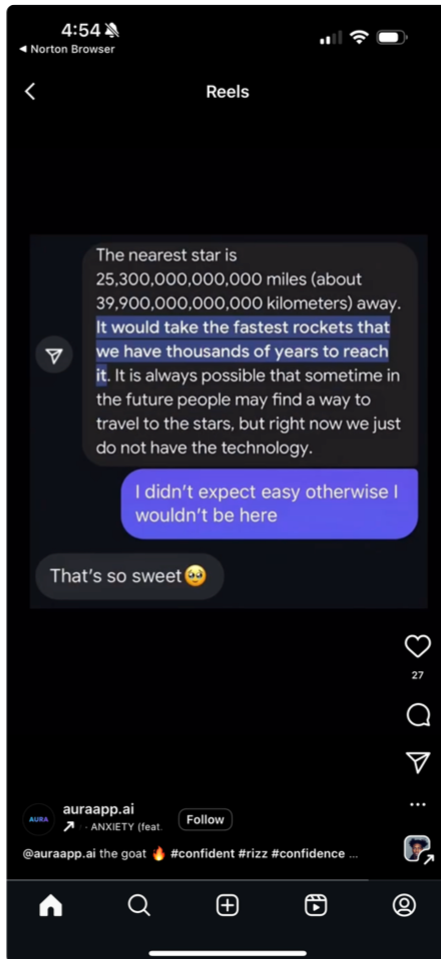 4:54
◀ Norton Browser
Reels
The nearest star is
25,300,000,000,000 miles (about
39,900,000,000,000 kilometers) away.
It would take the fastest rockets that
we have thousands of years to reach
it. It is always possible that sometime in
the future people may find a way to
travel to the stars, but right now we just
do not have the technology.
I didn't expect easy otherwise I
wouldn't be here
That's so sweet🥹
27
AURA
auraapp.ai
· ANXIETY (feat.
Follow
@auraapp.ai the goat 🔥 #confident #rizz #confidence ...